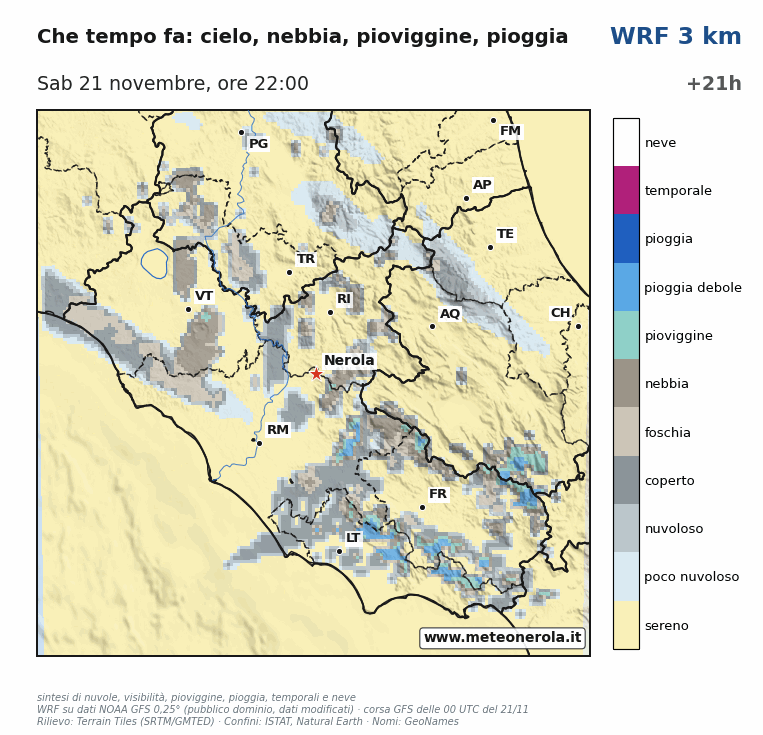 Che tempo fa: cielo, nebbia, pioviggine, pioggia
WRF 3 km
Sab 21 novembre, ore 22:00
+21h
PG
FM
AP
TE
TR
VT
RI
AQ
CH
Nerola
RM
FR
LT
www.meteonerola.it
neve
temporale
pioggia
pioggia debole
pioviggine
nebbia
foschia
coperto
nuvoloso
poco nuvoloso
sereno
sintesi di nuvole, visibilità, pioviggine, pioggia, temporali e neve
WRF su dati NOAA GFS 0,25° (pubblico dominio, dati modificati) · corsa GFS delle 00 UTC del 21/11
Rilievo: Terrain Tiles (SRTM/GMTED) · Confini: ISTAT, Natural Earth · Nomi: GeoNames